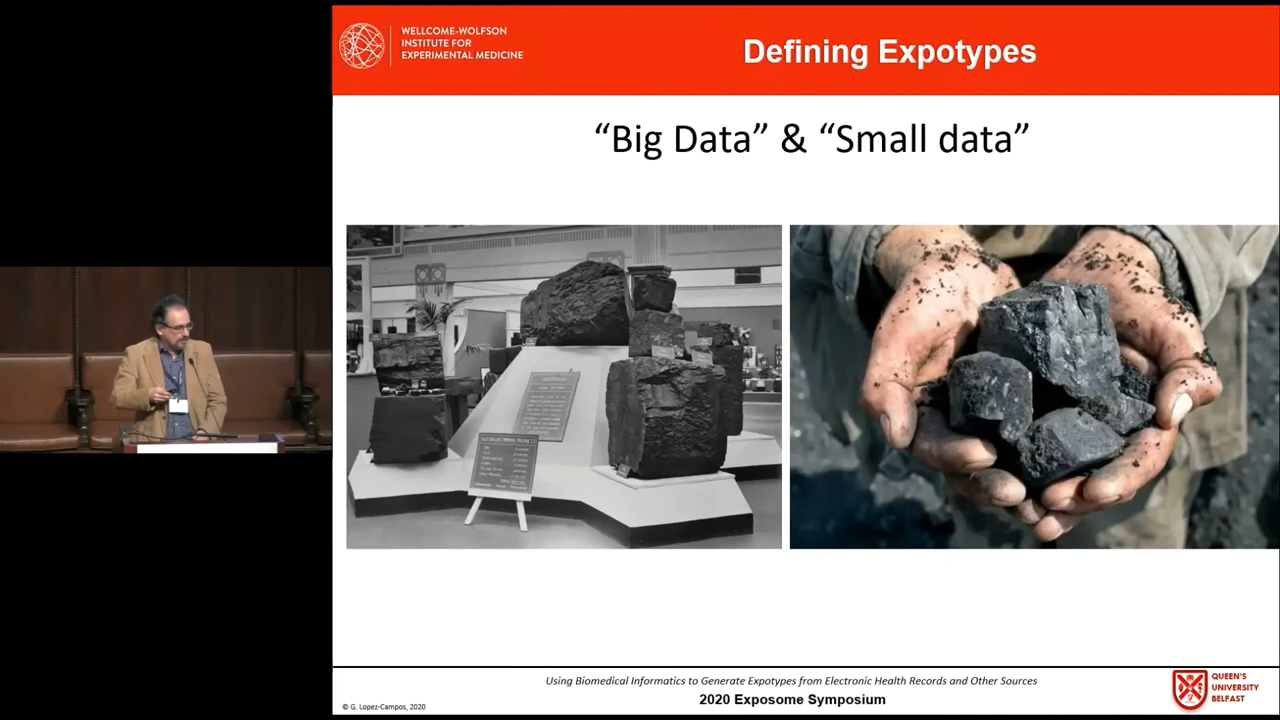 WELLCOME-WOLFSON
INSTITUTE FOR
EXPERIMENTAL MEDICINE
Defining Expotypes
“Big Data” & “Small data”
Using Biomedical Informatics to Generate Expotypes from Electronic Health Records and Other Sources
2020 Exposome Symposium
© G. Lopez-Campos, 2020
QUEEN'S
UNIVERSITY
BELFAST